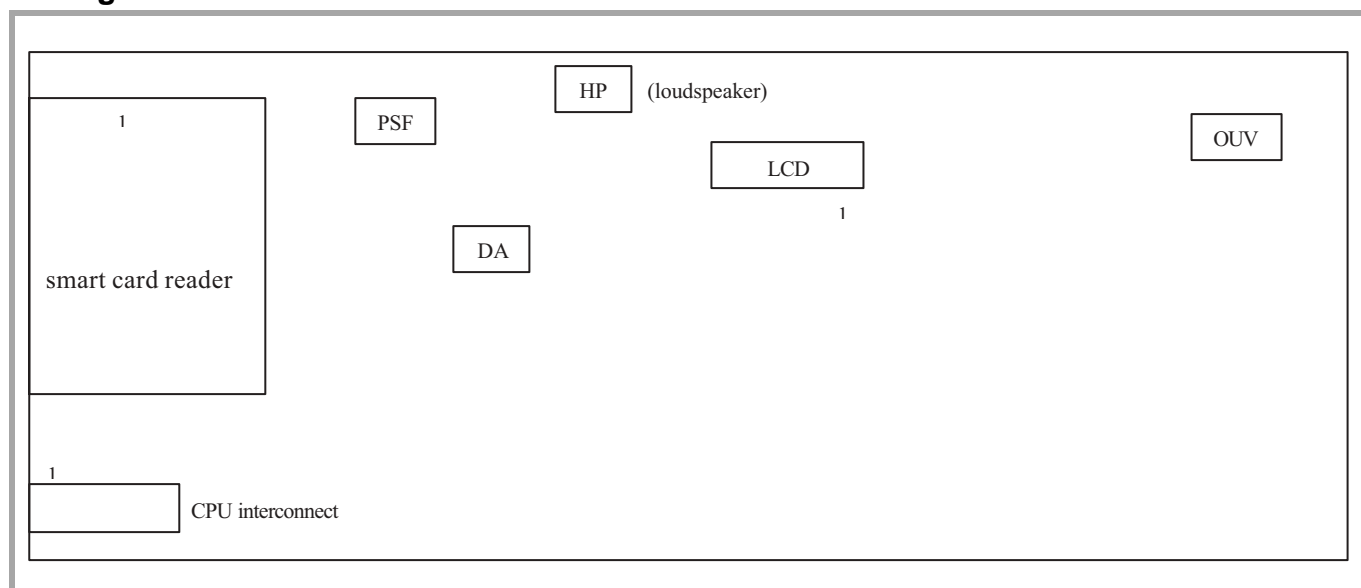 HP (loudspeaker)
1
PSF
OUV
LCD
1
DA
smart card reader
1
CPU interconnect